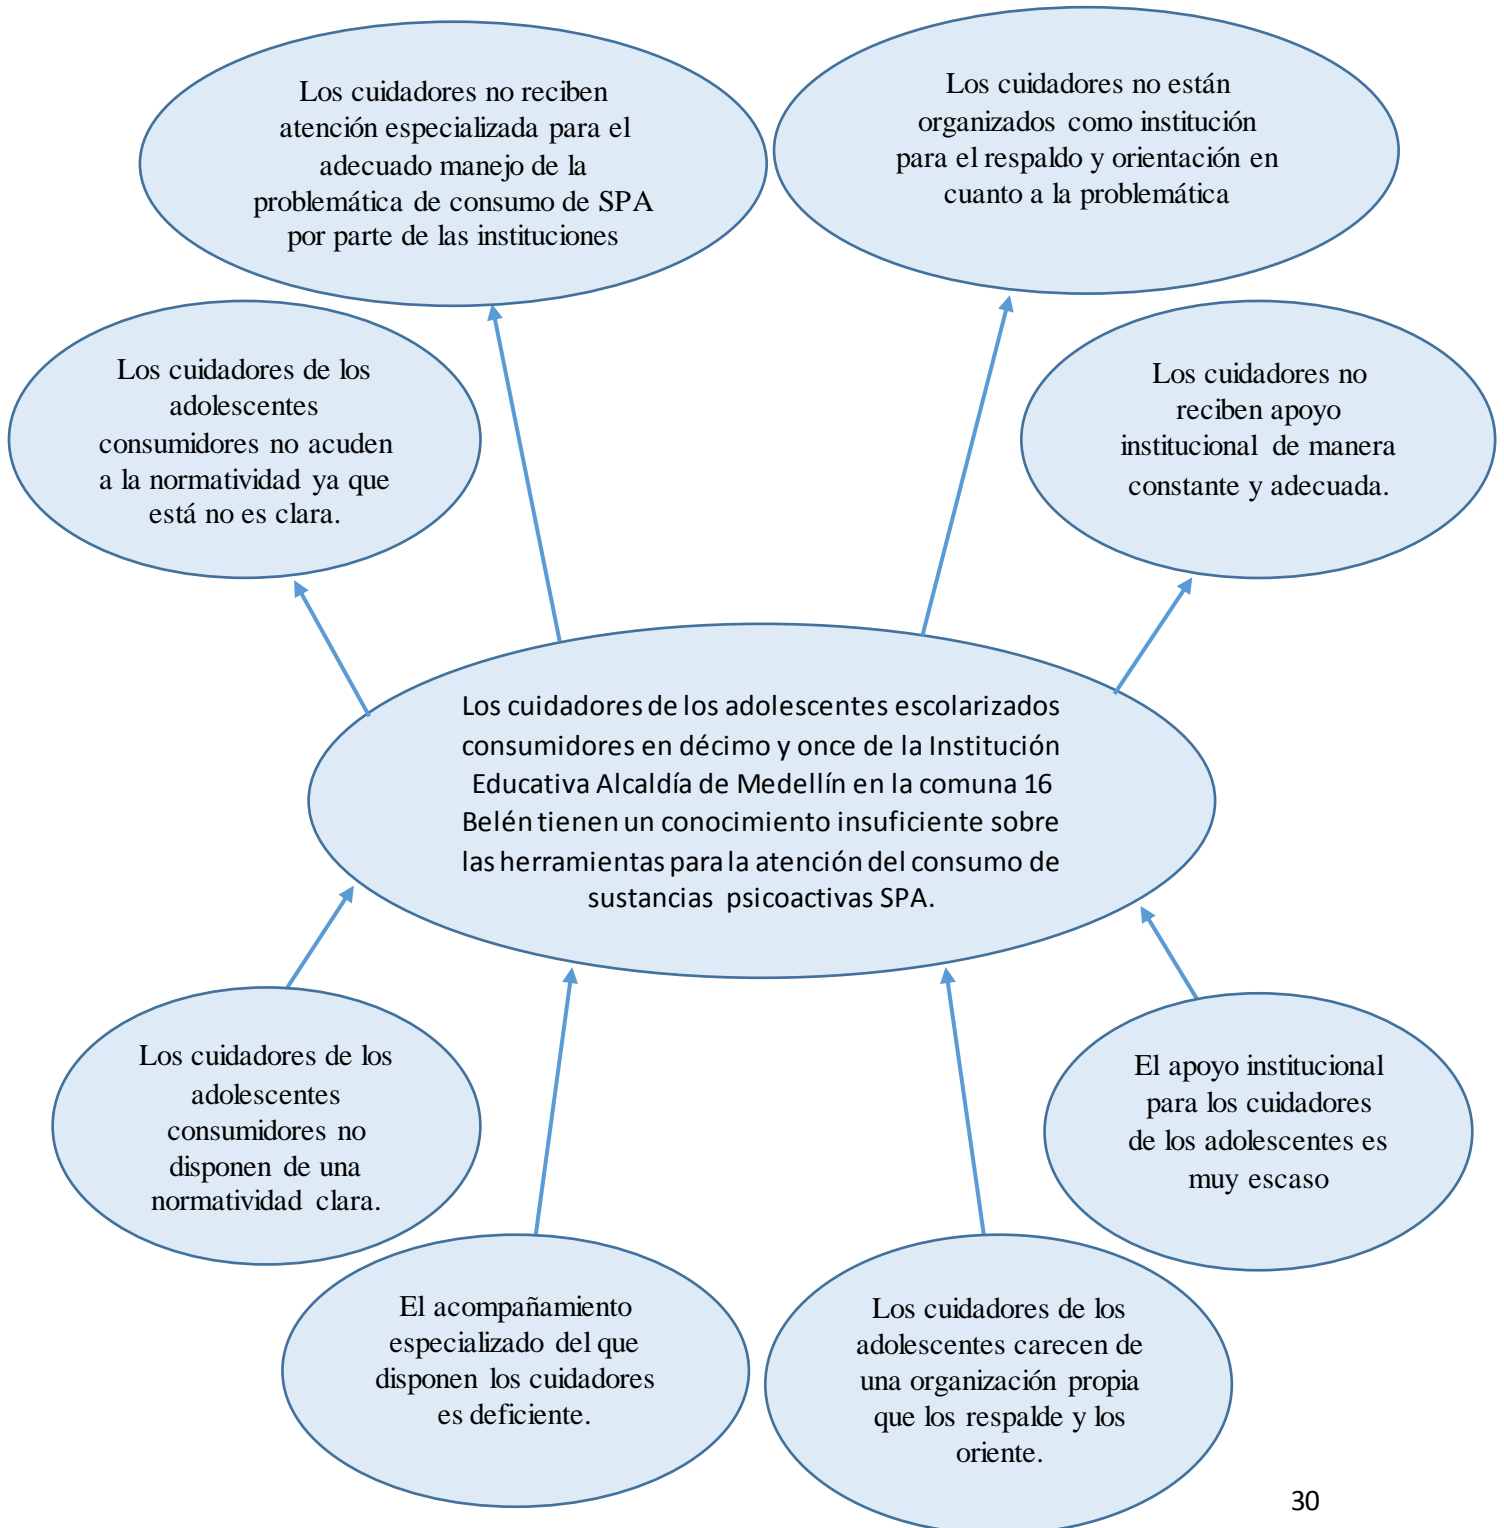 Los cuidadores no reciben
atención especializada para el
adecuado manejo de la
problemática de consumo de SPA
por parte de las instituciones
Los cuidadores no están
organizados como institución
para el respaldo y orientación en
cuanto a la problemática
Los cuidadores de los
adolescentes
consumidores no acuden
a la normatividad ya que
está no es clara.
Los cuidadores no
reciben apoyo
institucional de manera
constante y adecuada.
Los cuidadores de los adolescentes escolarizados
consumidores en décimo y once de la Institución
Educativa Alcaldía de Medellín en la comuna 16
Belén tienen un conocimiento insuficiente sobre
las herramientas para la atención del consumo de
sustancias psicoactivas SPA.
Los cuidadores de los
adolescentes
consumidores no
disponen de una
normatividad clara.
El apoyo institucional
para los cuidadores
de los adolescentes es
muy escaso
El acompañamiento
especializado del que
disponen los cuidadores
es deficiente.
Los cuidadores de los
adolescentes carecen de
una organización propia
que los respalde y los
oriente.
30